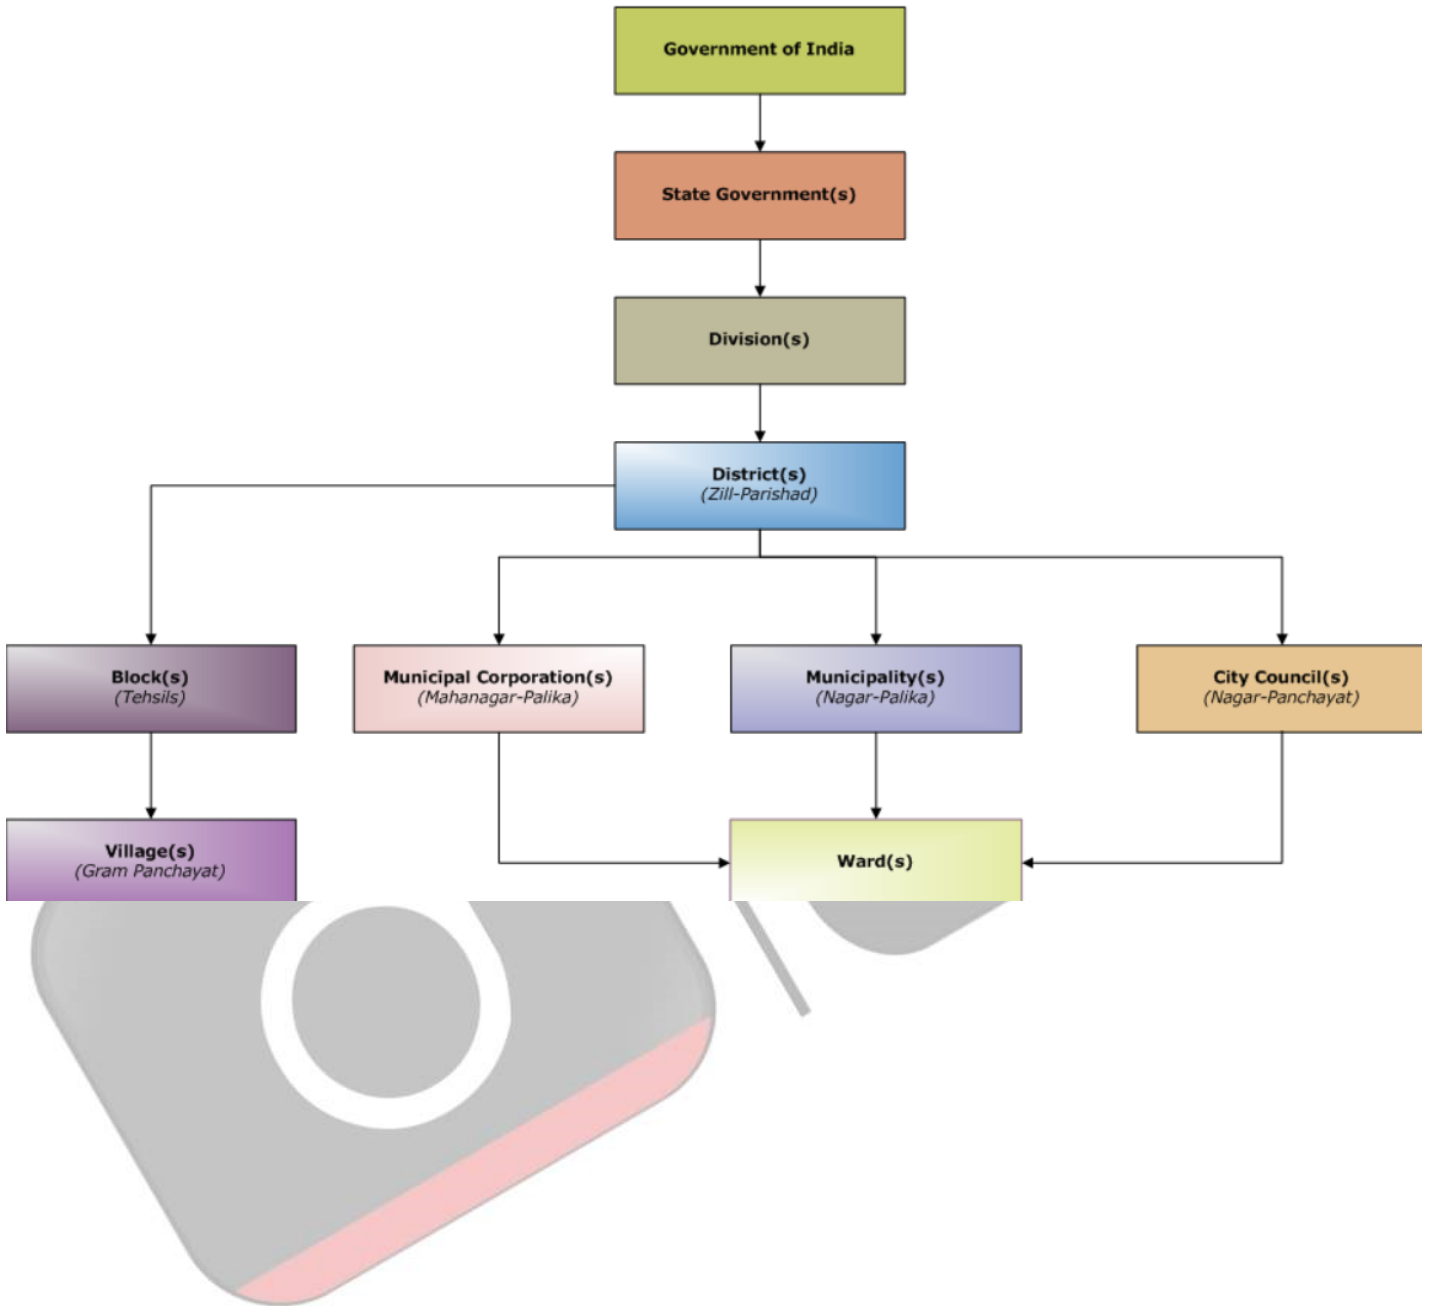 Government of India
State Government(s)
Division(s)
District(s)
(Zill-Parishad)
Block(s)
(Tehsils)
Municipal Corporation(s)
(Mahanagar-Palika)
Municipality(s)
(Nagar-Palika)
City Council(s)
(Nagar-Panchayat)
Village(s)
(Gram Panchayat)
Ward(s)